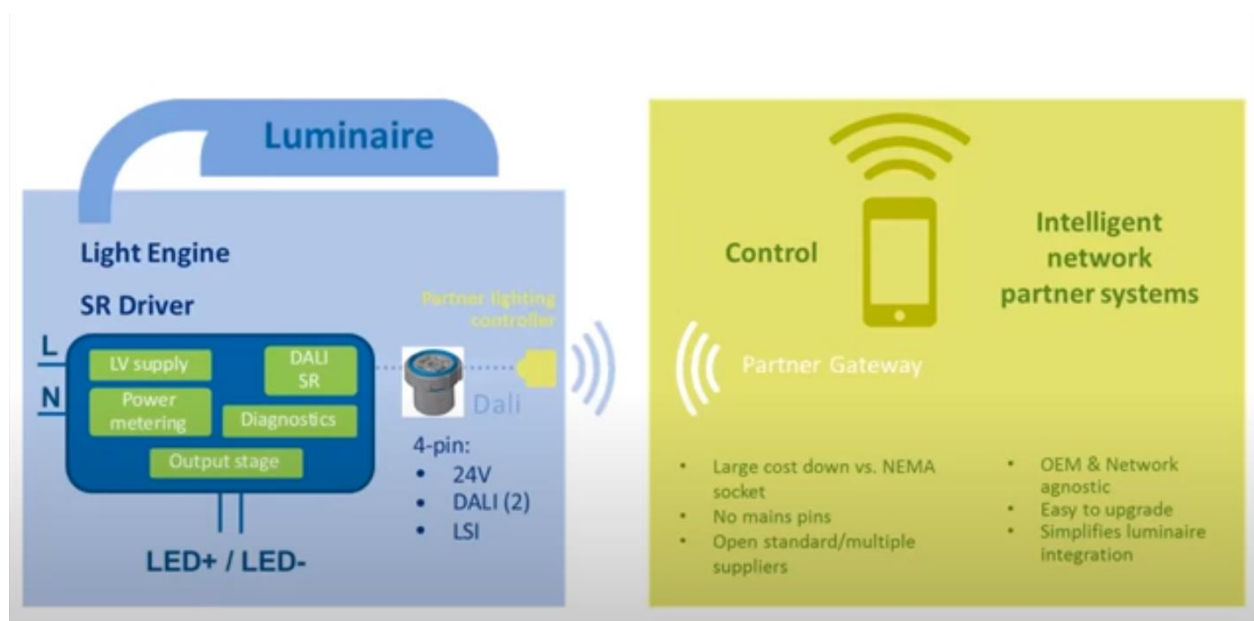 Luminaire
Light Engine
SR Driver
L
N
LV supply
DALI
SR
Power
metering
Diagnostics
Output stage
LED+ / LED-
Partner lighting
controller
Dali
4-pin:
• 24V
• DALI (2)
• LSI
Control
Intelligent
network
partner systems
Partner Gateway
• Large cost down vs. NEMA
socket
• No mains pins
• Open standard/multiple
suppliers
• OEM & Network
agnostic
• Easy to upgrade
• Simplifies luminaire
integration